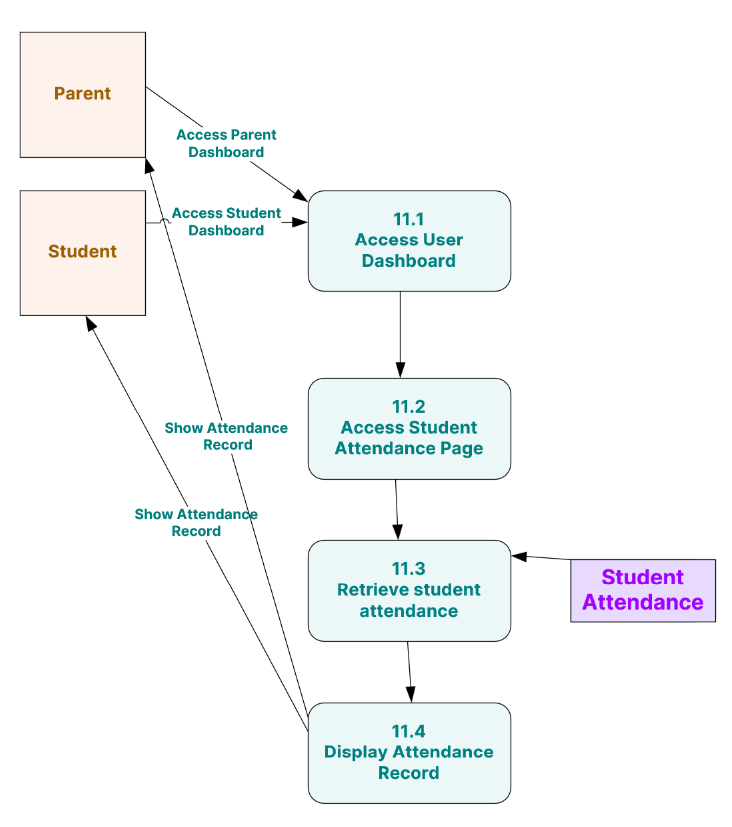 Parent
Access Parent
Dashboard
Student
Access Student
Dashboard
11.1
Access User
Dashboard
11.2
Access Student
Attendance Page
Show Attendance
Record
Show Attendance
Record
11.3
Retrieve student
attendance
Student
Attendance
11.4
Display Attendance
Record